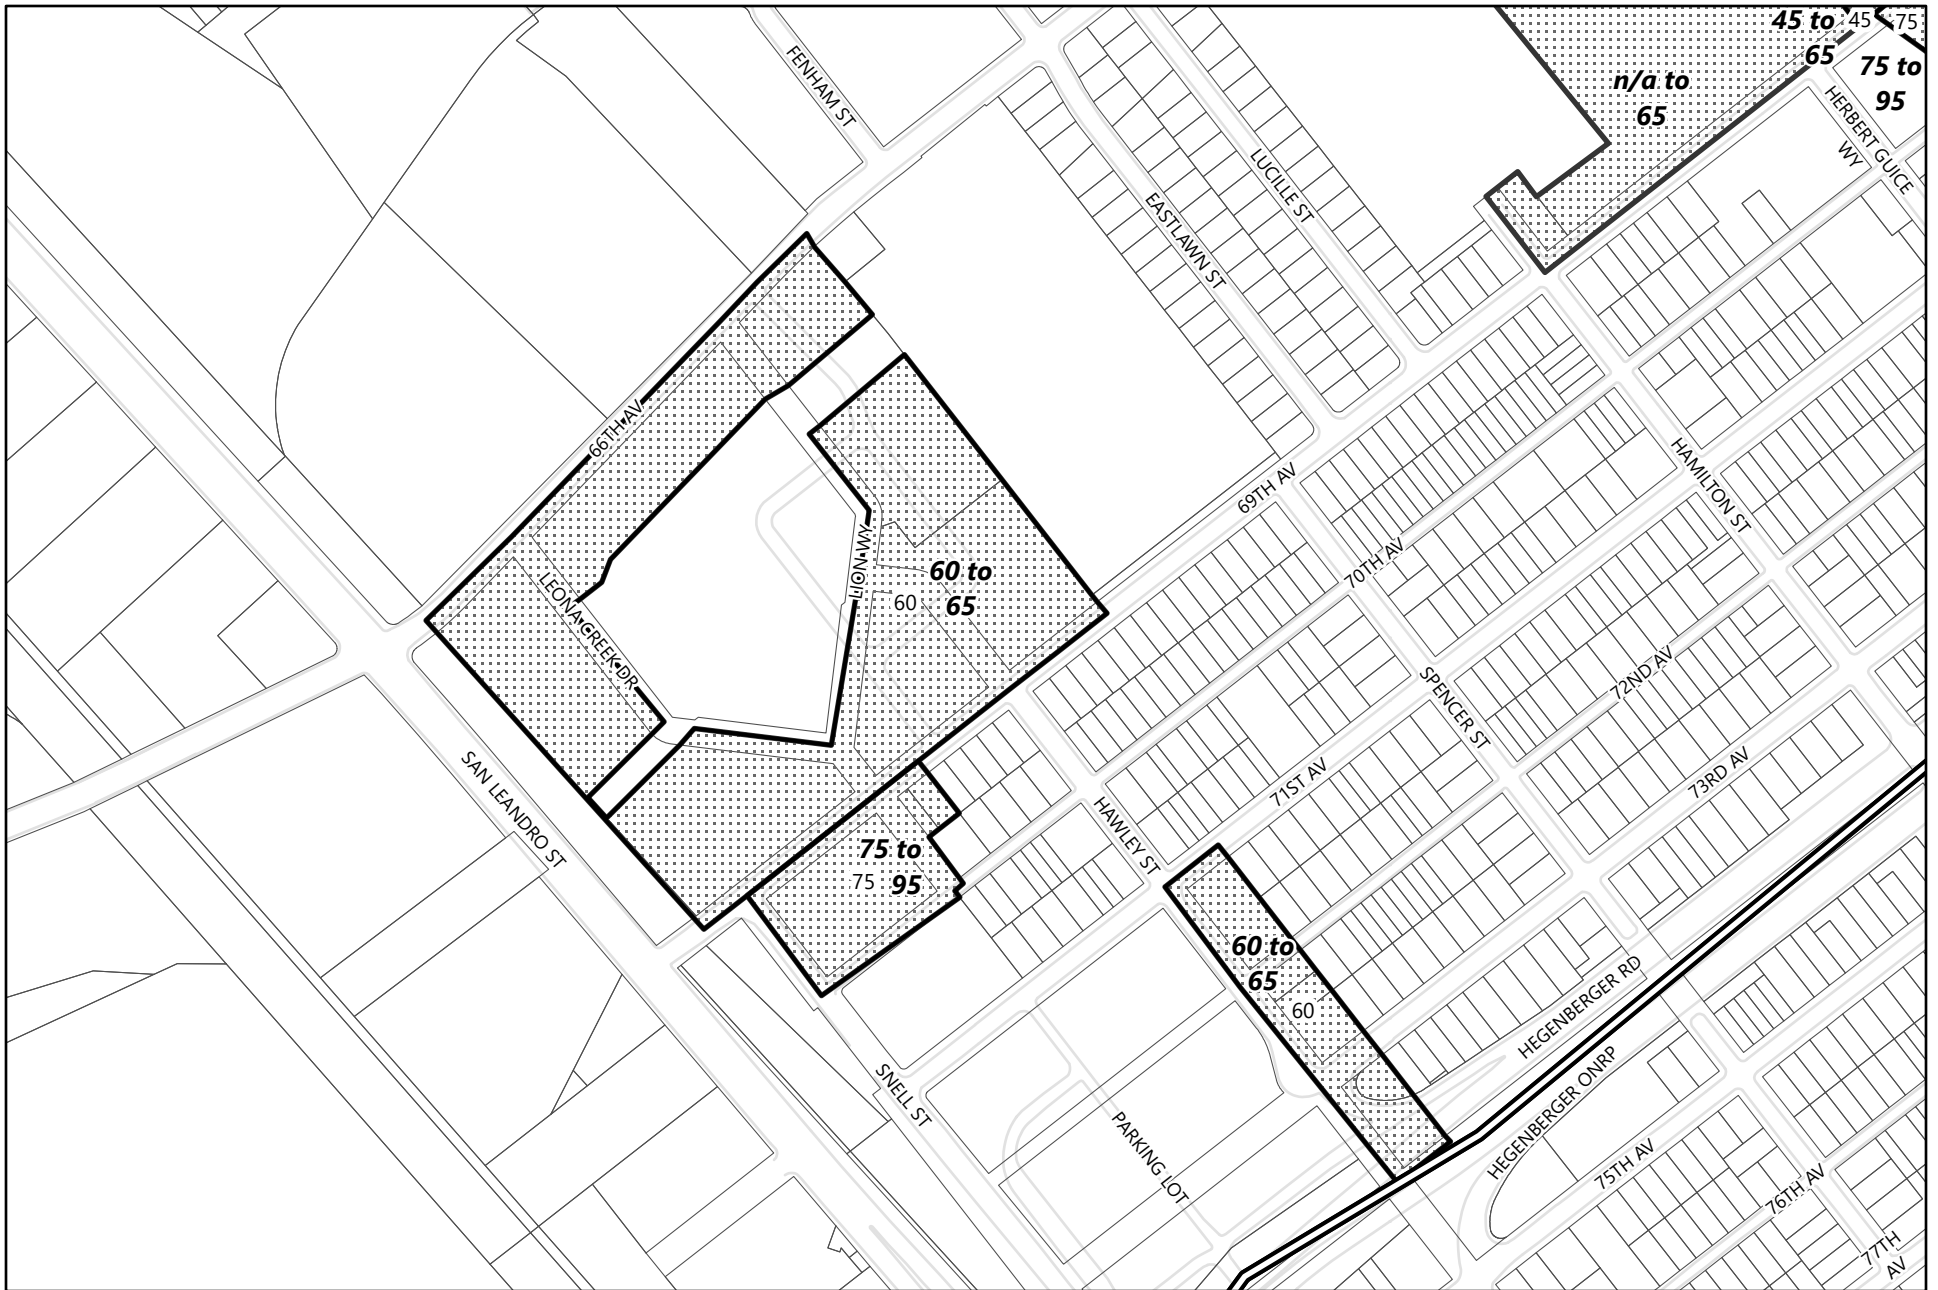 45 to
65
45
75
75 to
95
n/a to
65
FENHAM ST
HERBERT GUICE
WY
LUCILLE ST
EASTLAWN ST
66TH AV
69TH AV
HAMILTON ST
70TH AV
LION WY
LEONA CREEK DR
60 to
65
60
72ND AV
SPENCER ST
73RD AV
71ST AV
SAN LEANDRO ST
HAWLEY ST
75 to
95
75
60 to
65
60
HEGENBERGER RD
HEGENBERGER ONRP
SNELL ST
PARKING LOT
75TH AV
76TH AV
77TH
AV